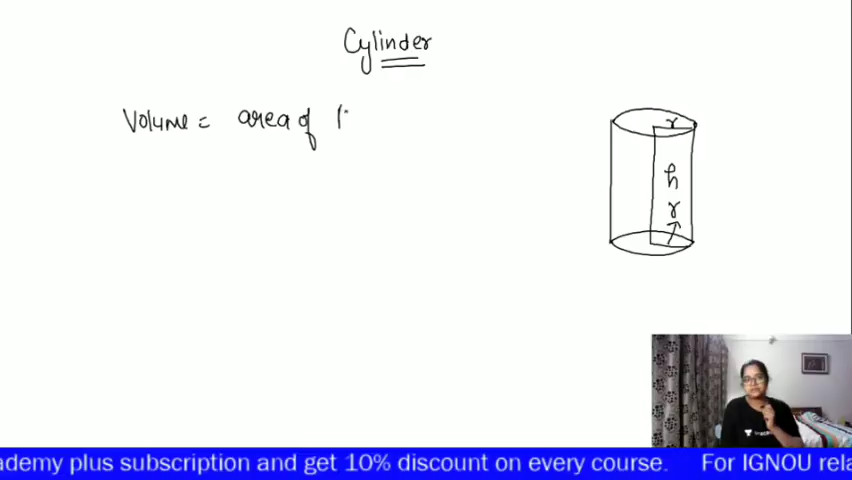 Cylinder
Volume = area of
r
h
r
ademy plus subscription and get 10% discount on every course. For IGNOU rela